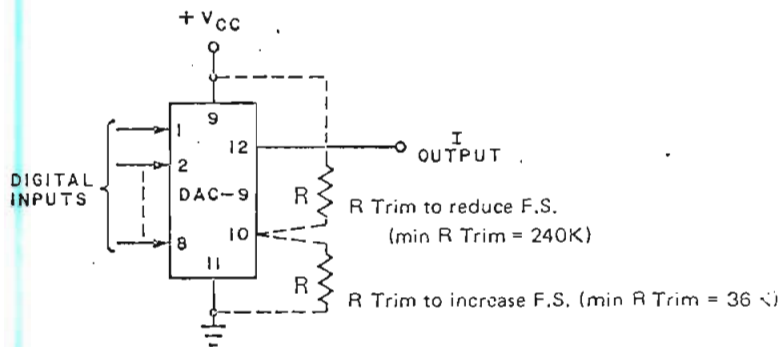 + VCC
9
1
12
I
OUTPUT
2
DIGITAL
INPUTS
DAC-9
R
R Trim to reduce F.S.
(min R Trim = 240K)
8
10
11
R
R Trim to increase F.S. (min R Trim = 36